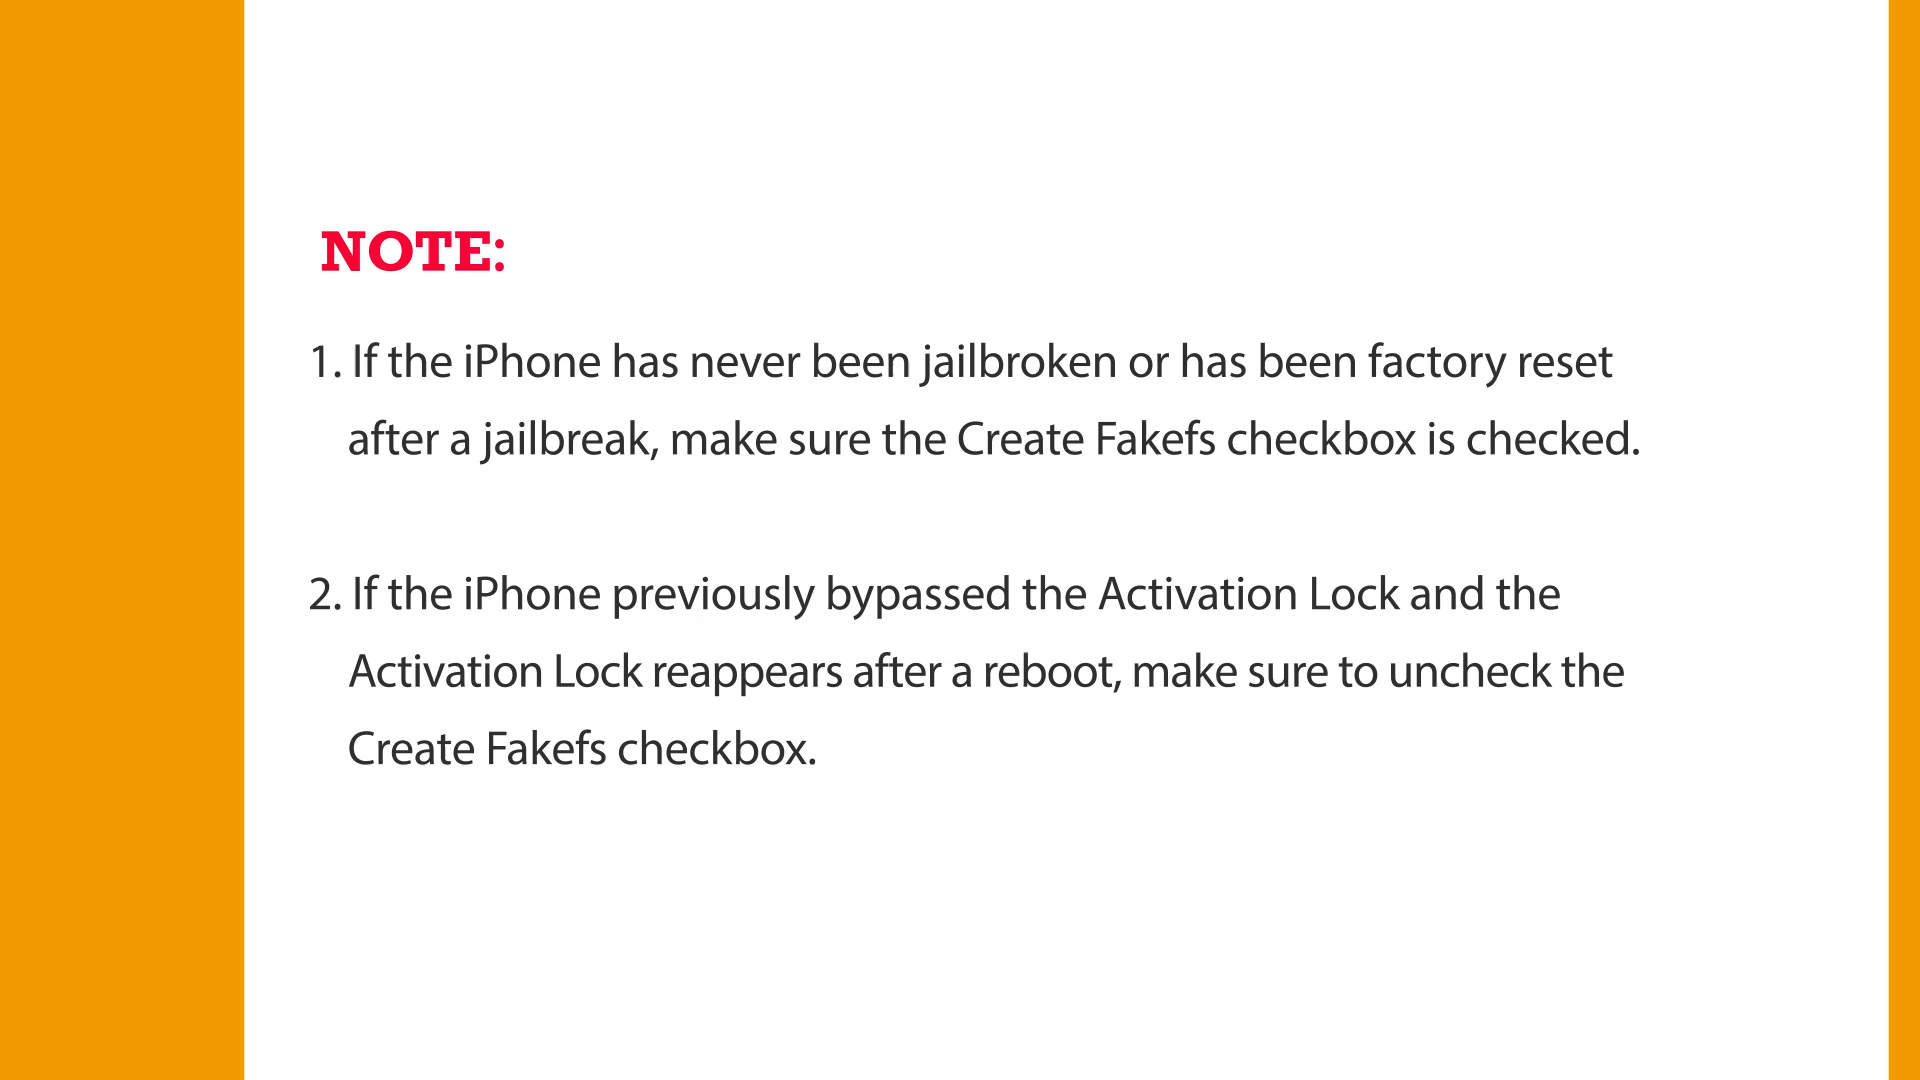 NOTE:
1. If the iPhone has never been jailbroken or has been factory reset
after a jailbreak, make sure the Create Fakefs checkbox is checked.
2. If the iPhone previously bypassed the Activation Lock and the
Activation Lock reappears after a reboot, make sure to uncheck the
Create Fakefs checkbox.